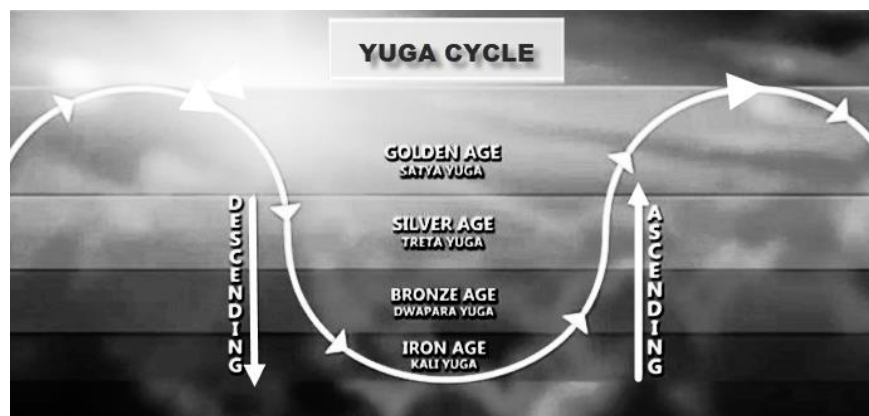 YUGA CYCLE
GOLDEN AGE
SATYA YUGA
DESCENDING
SILVER AGE
TRETA YUGA
ASCENDING
BRONZE AGE
DWAPARA YUGA
IRON AGE
KALI YUGA